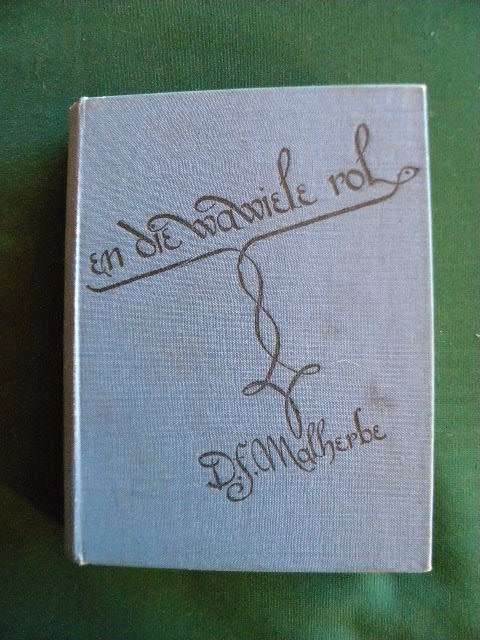 en die wawiele rol
D.F. Malherbe